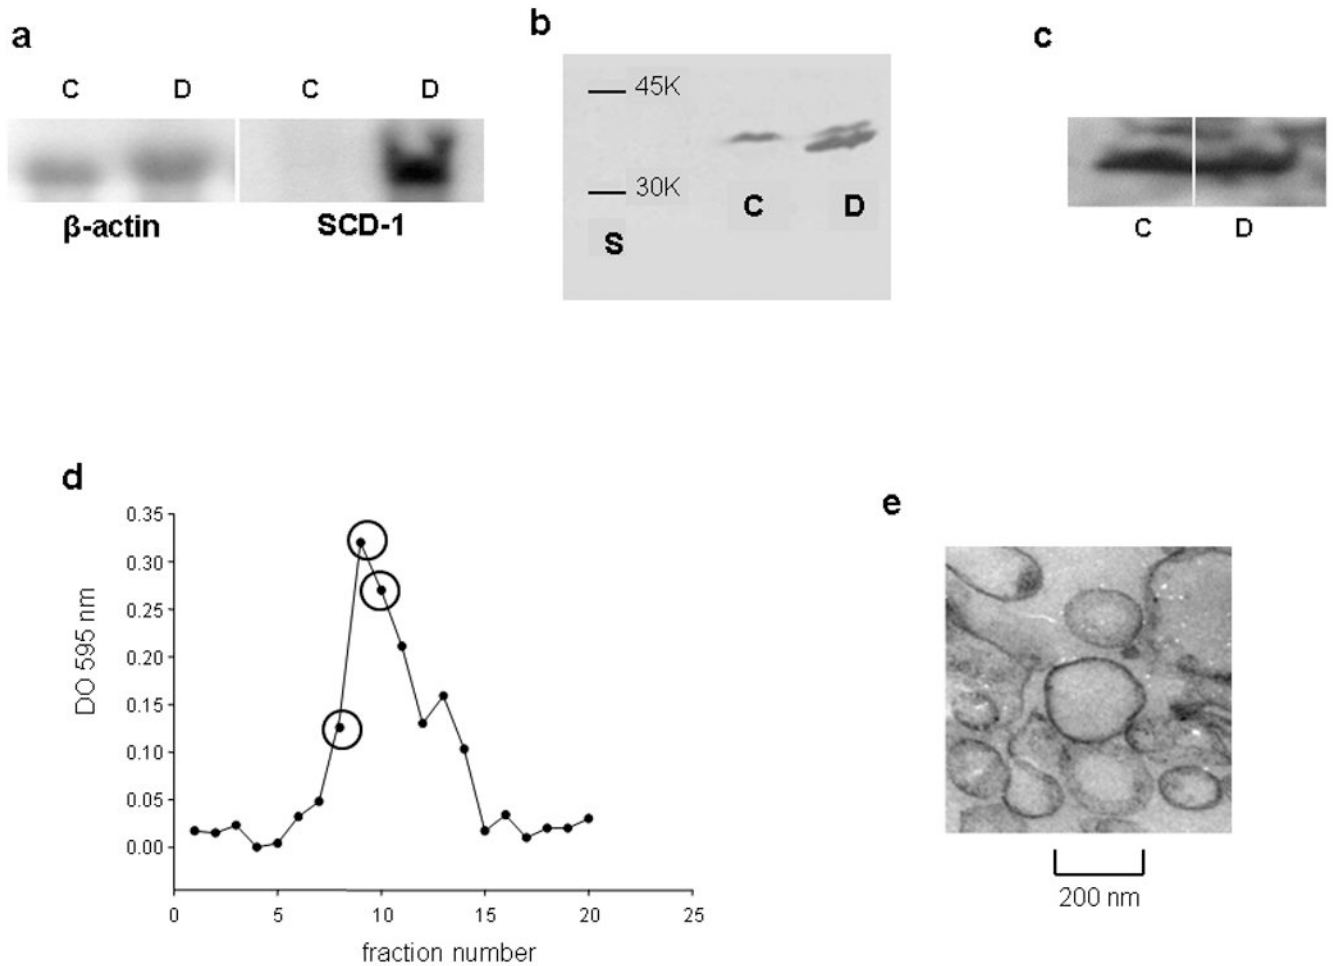 a
C D C D
β-actin SCD-1
b
45K
30K
C D
S
c
C D
d
0.35
0.30
0.25
0.20
0.15
0.10
0.05
0.00
DO 595 nm
0 5 10 15 20 25
fraction number
e
200 nm